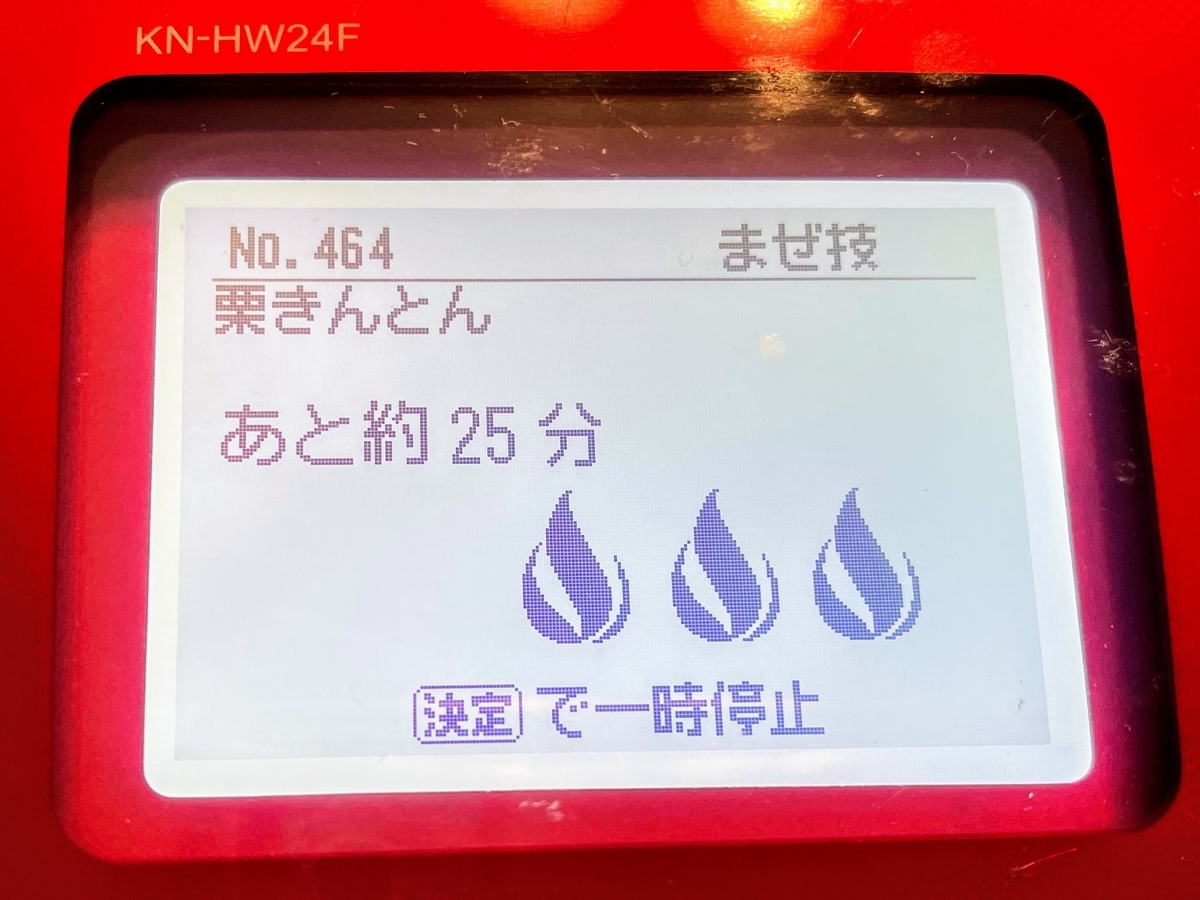 KN-HW24F
No.464 まぜ技
栗きんとん
あと約25分
決定で一時停止